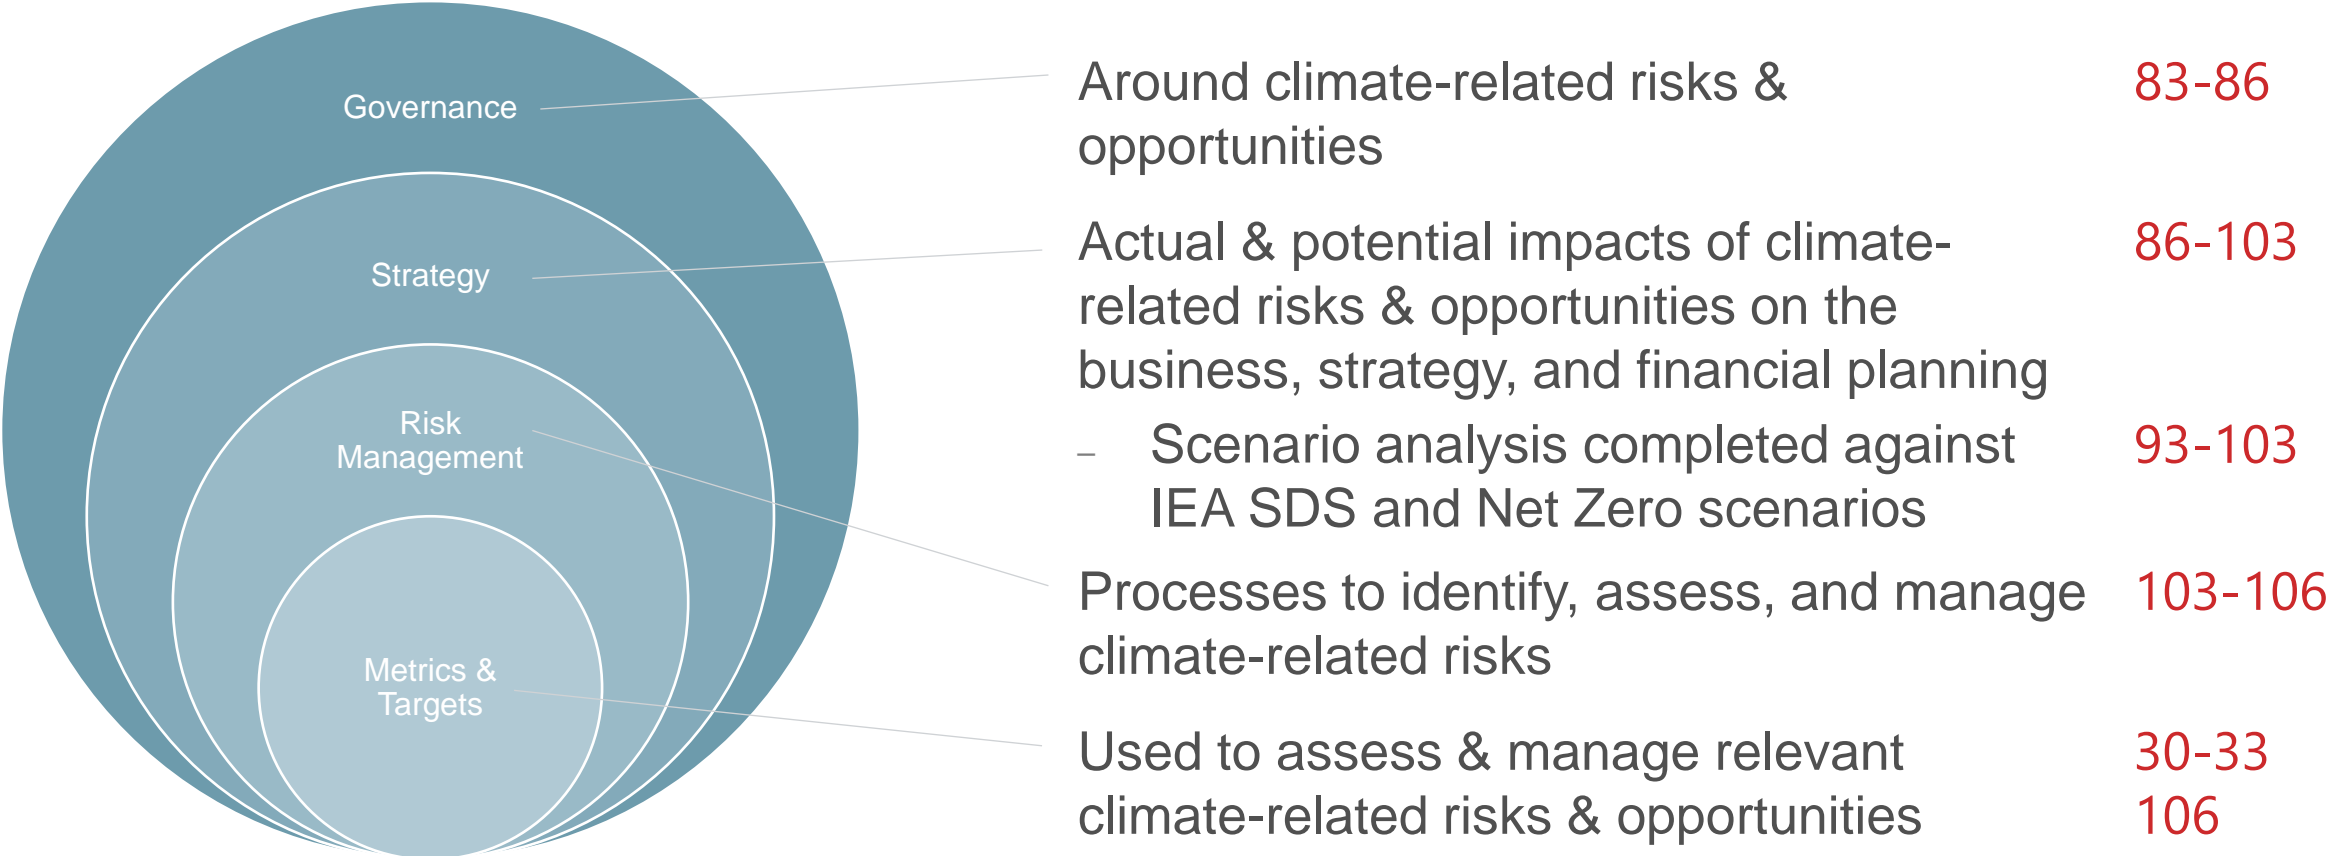 Governance
Around climate-related risks &
opportunities
83-86
Strategy
Actual & potential impacts of climate-
related risks & opportunities on the
business, strategy, and financial planning
86-103
– Scenario analysis completed against
IEA SDS and Net Zero scenarios
93-103
Risk
Management
Processes to identify, assess, and manage
climate-related risks
103-106
Metrics &
Targets
Used to assess & manage relevant
climate-related risks & opportunities
30-33
106